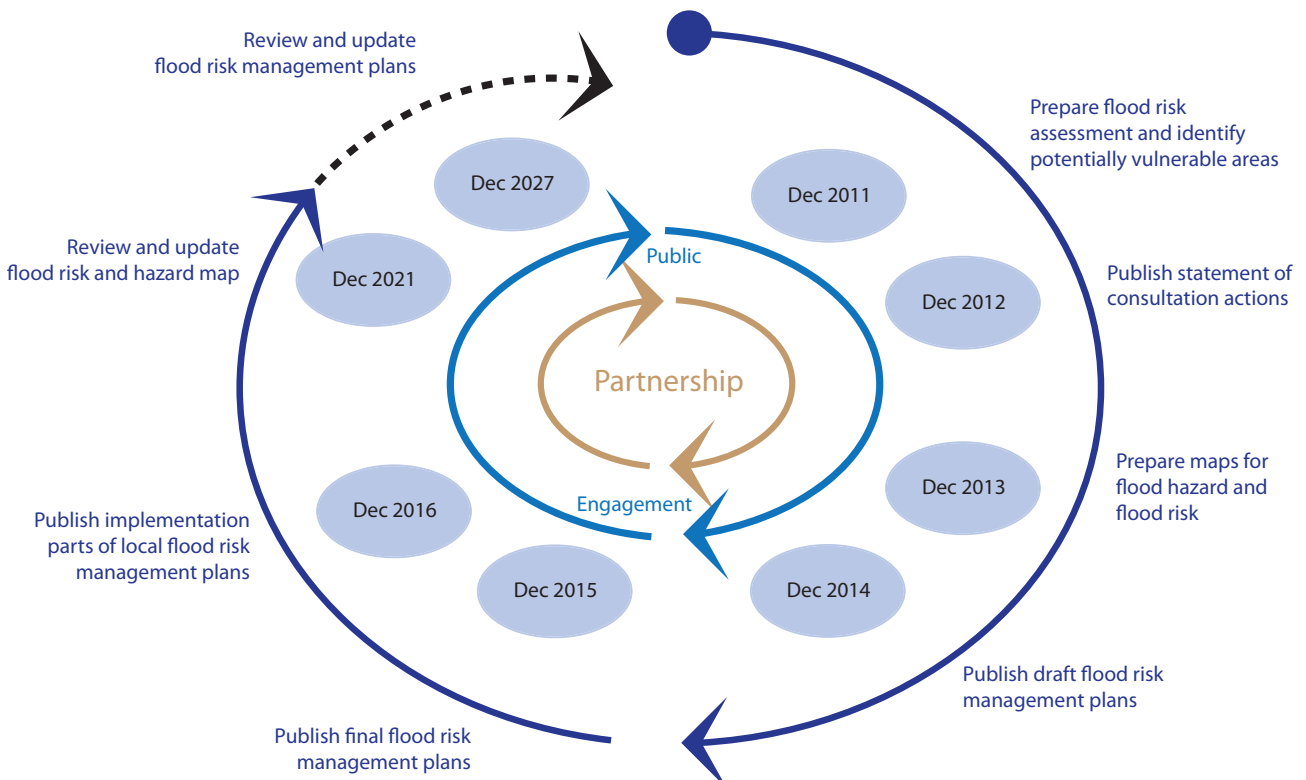 Review and update
flood risk management plans
Prepare flood risk
assessment and identify
potentially vulnerable areas
Dec 2027
Dec 2011
Review and update
flood risk and hazard map
Public
Publish statement of
consultation actions
Dec 2021
Dec 2012
Partnership
Prepare maps for
flood hazard and
flood risk
Dec 2013
Engagement
Dec 2016
Publish implementation
parts of local flood risk
management plans
Dec 2015
Dec 2014
Publish draft flood risk
management plans
Publish final flood risk
management plans